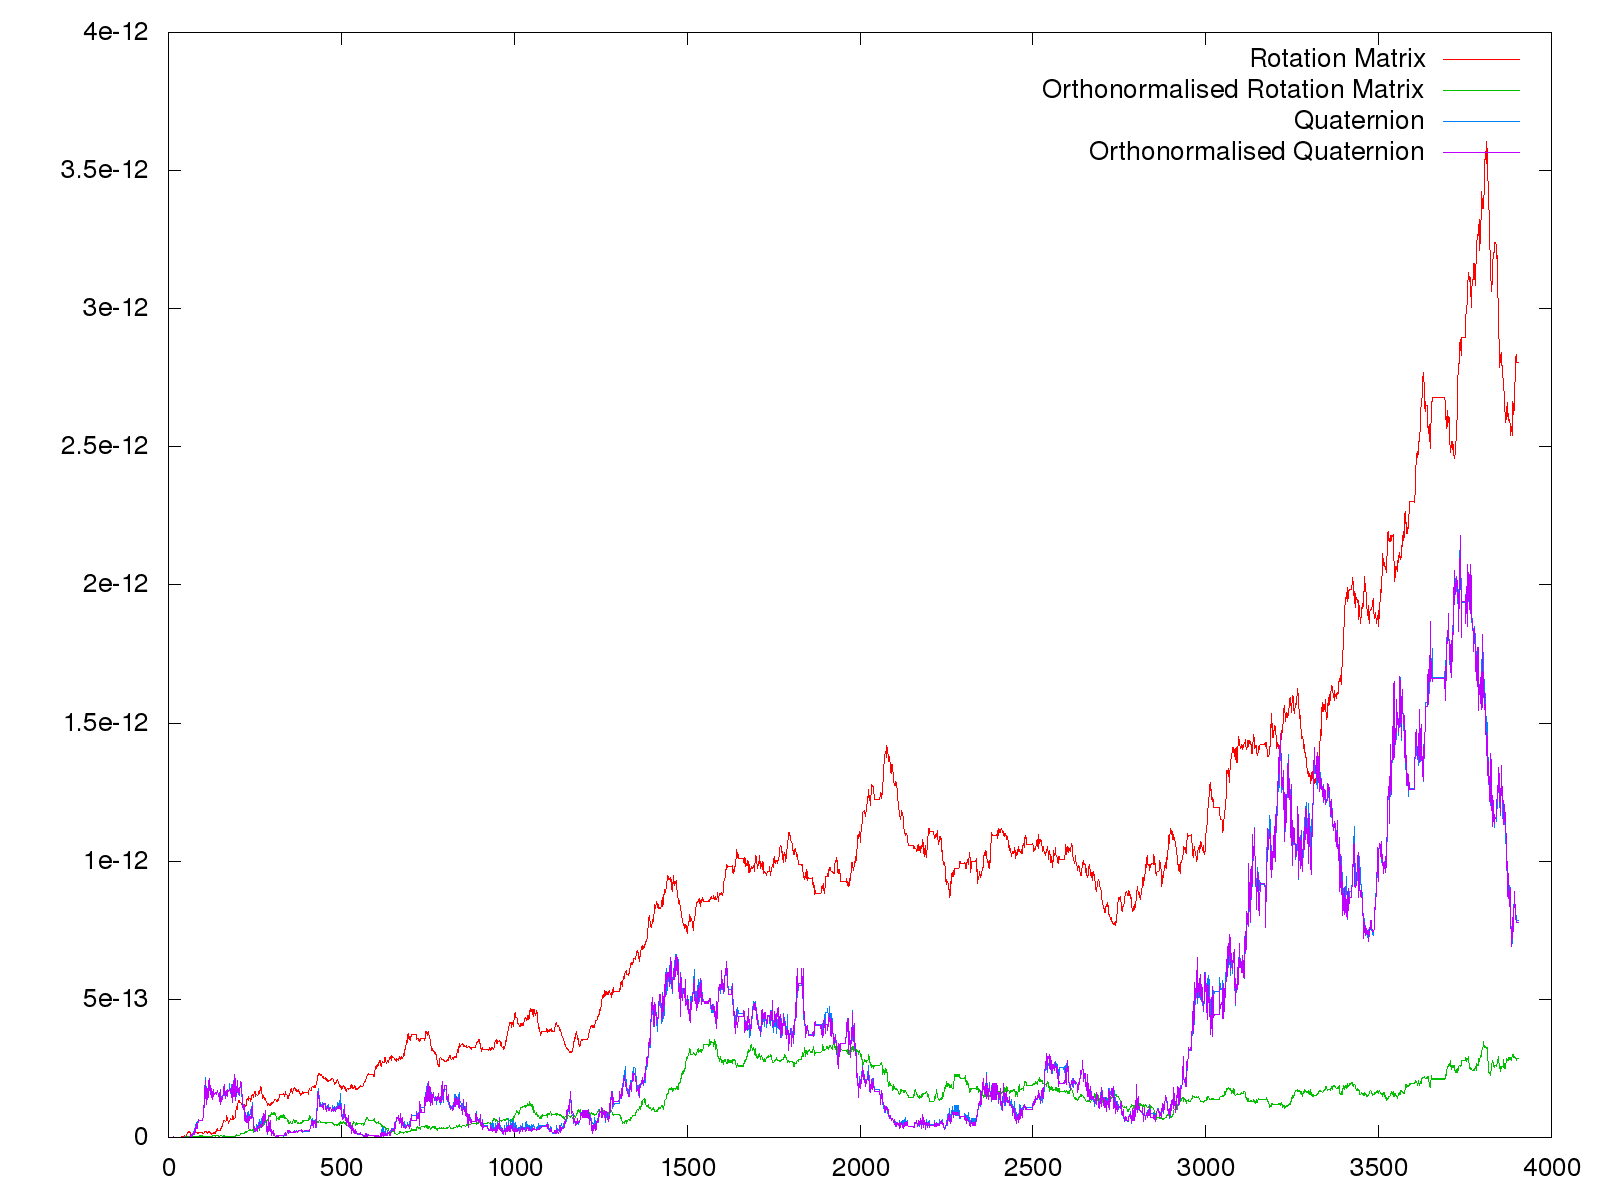 4e-12
3.5e-12
3e-12
2.5e-12
2e-12
1.5e-12
1e-12
5e-13
0
Rotation Matrix
Orthonormalised Rotation Matrix
Quaternion
Orthonormalised Quaternion
0 500 1000 1500 2000 2500 3000 3500 4000